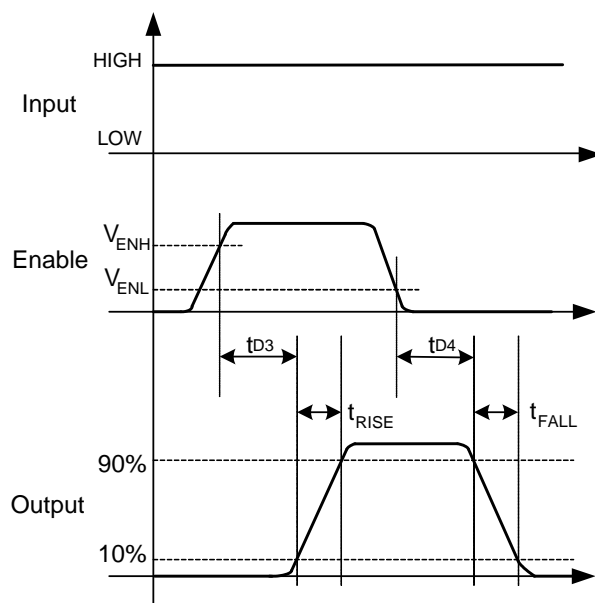 HIGH
Input
LOW
V_ENH
Enable
V_ENL
tD3
tD4
t_RISE
t_FALL
90%
Output
10%